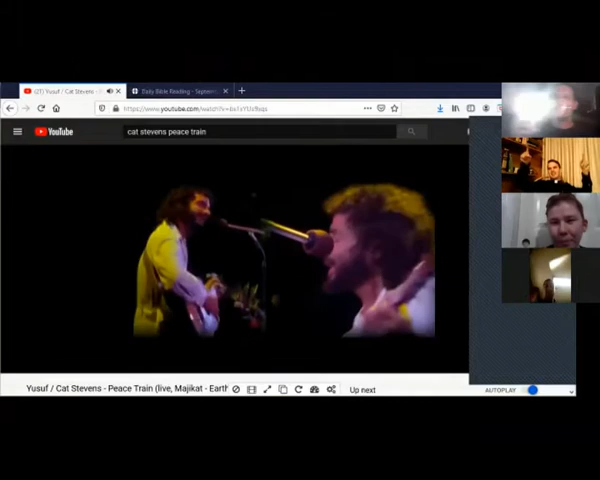 (2) Yusuf / Cat Stevens -
Daily Bible Reading - Septem
YouTube
cat stevens peace train
Yusuf / Cat Stevens - Peace Train (live, Majikat - Earth
Up next
AUTOPLAY